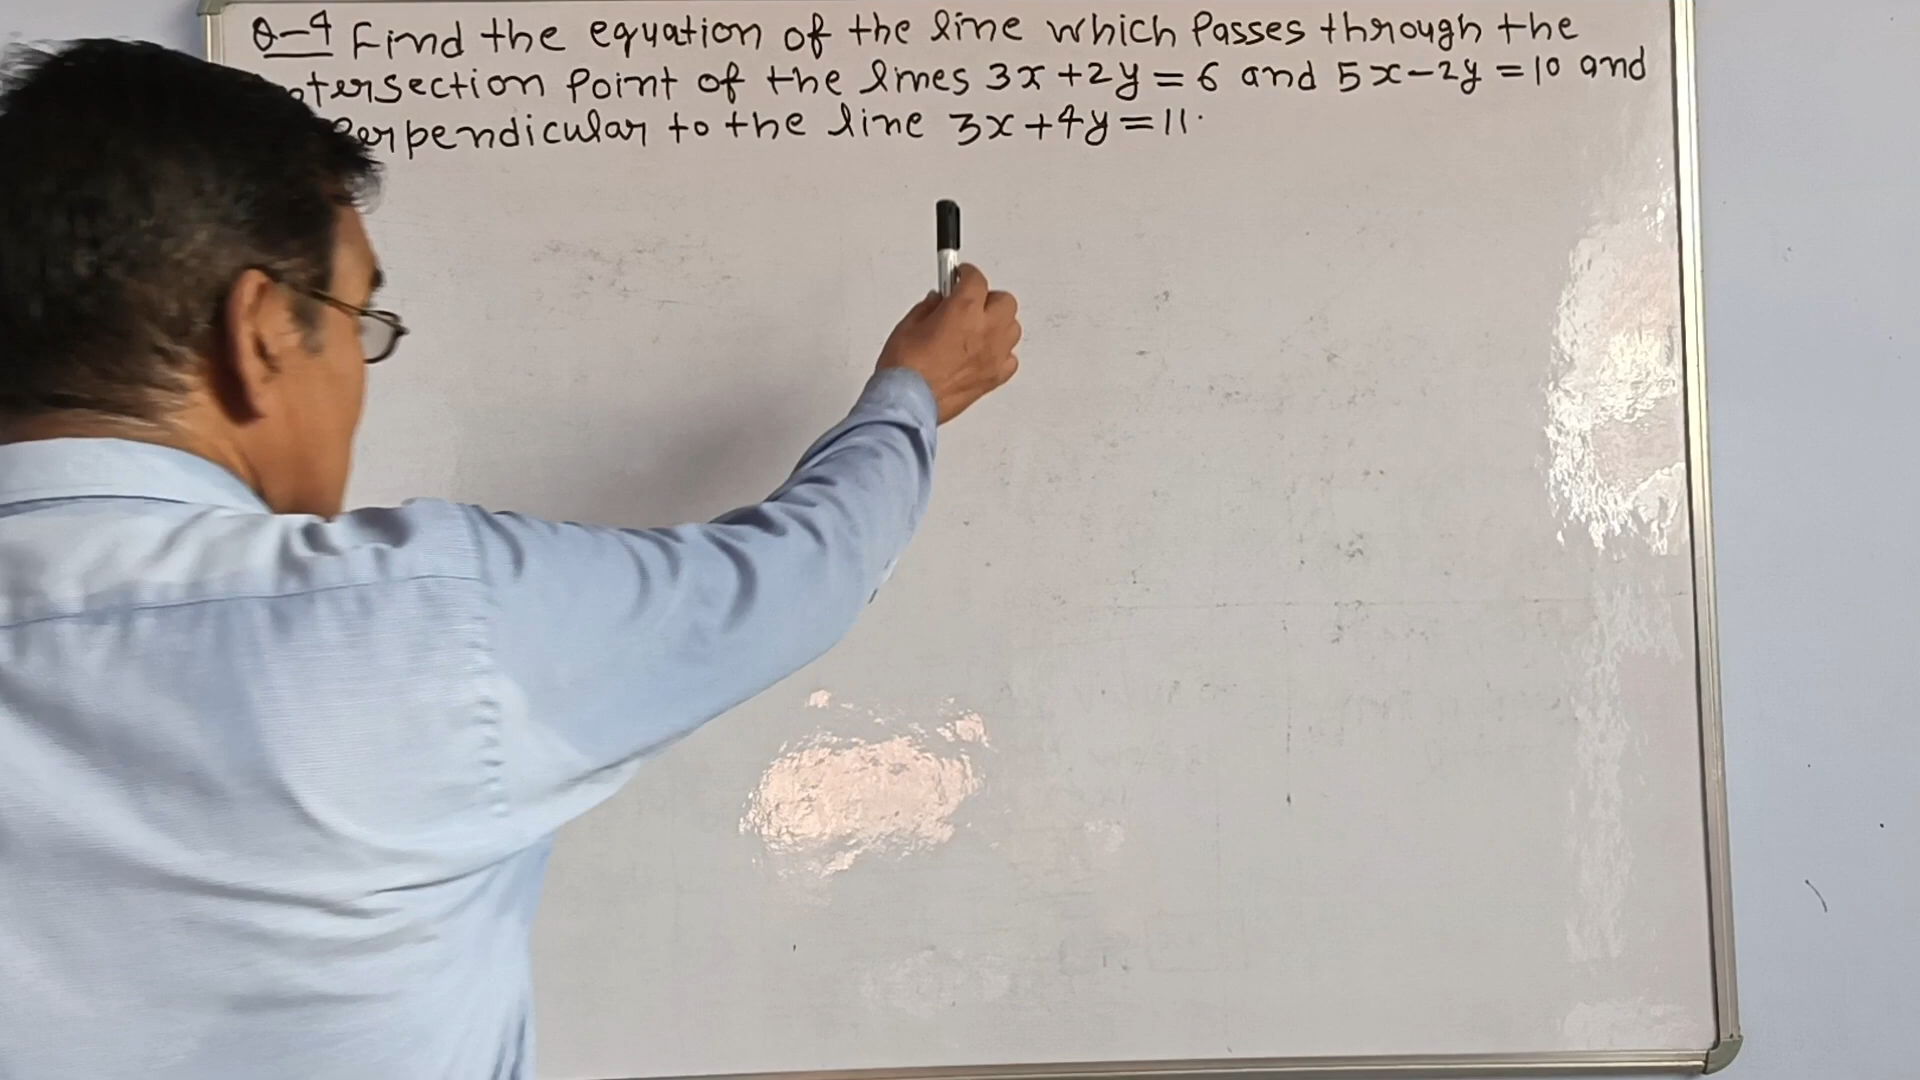 Q-4 Find the equation of the line which Passes through the
tersection Point of the lines 3x+2y=6 and 5x-2y=10 and
Perpendicular to the line 3x+4y=11.